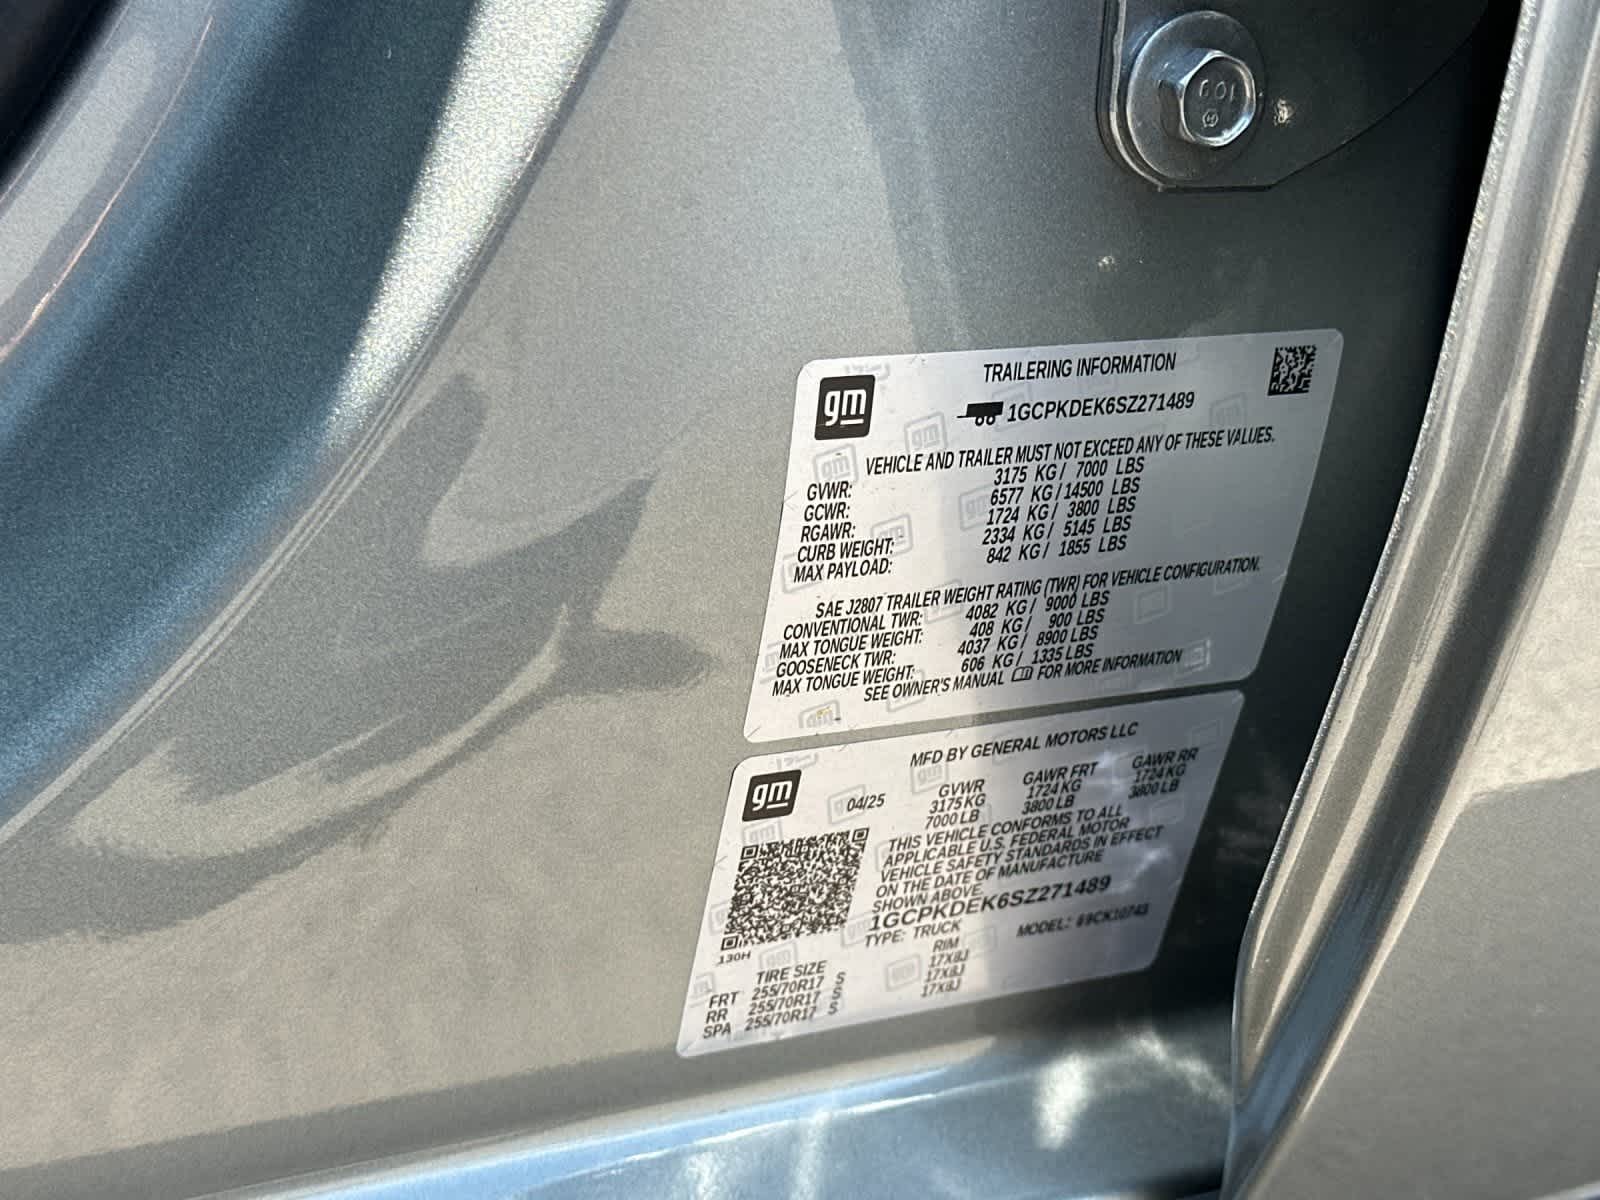 109
gm
TRAILERING INFORMATION
1GCPKDEK6SZ271489
VEHICLE AND TRAILER MUST NOT EXCEED ANY OF THESE VALUES.
GVWR: 3175 KG/ 7000 LBS
GCWR: 6577 KG/14500 LBS
RGAWR: 1724 KG/ 3800 LBS
CURB WEIGHT: 2334 KG/ 5145 LBS
MAX PAYLOAD: 842 KG/ 1855 LBS
SAE J2807 TRAILER WEIGHT RATING (TWR) FOR VEHICLE CONFIGURATION.
CONVENTIONAL TWR: 4082 KG/ 9000 LBS
MAX TONGUE WEIGHT: 408 KG/ 900 LBS
GOOSENECK TWR: 4037 KG/ 8900 LBS
MAX TONGUE WEIGHT: 606 KG/ 1335 LBS
SEE OWNER'S MANUAL FOR MORE INFORMATION
gm
MFD BY GENERAL MOTORS LLC
04/25 GVWR GAWR FRT GAWR RR
3175KG 1724KG 1724KG
7000LB 3800LB 3800LB
THIS VEHICLE CONFORMS TO ALL
APPLICABLE U.S. FEDERAL MOTOR
VEHICLE SAFETY STANDARDS IN EFFECT
ON THE DATE OF MANUFACTURE
SHOWN ABOVE.
1GCPKDEK6SZ271489
TYPE: TRUCK MODEL: 69CK10743
130H
TIRE SIZE RIM
FRT 255/70R17 S 17X8J
RR 255/70R17 S 17X8J
SPA 255/70R17 S 17X8J